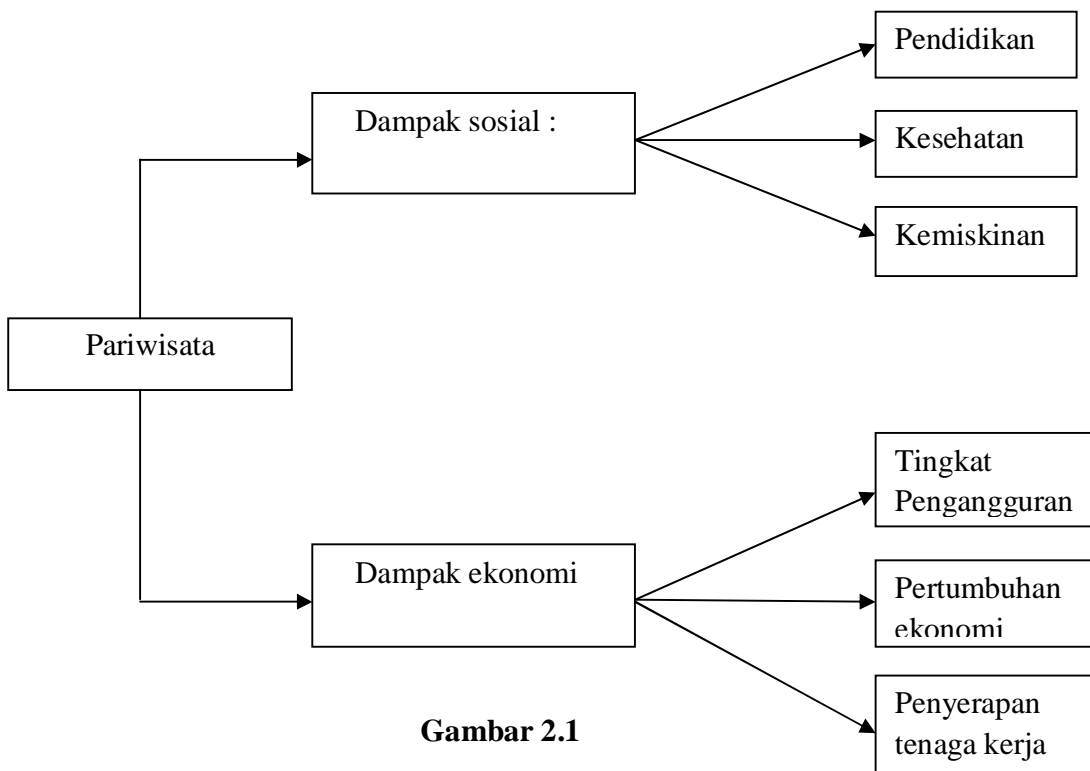 Pendidikan
Dampak sosial :
Kesehatan
Kemiskinan
Pariwisata
Tingkat
Pengangguran
Dampak ekonomi
Pertumbuhan
ekonomi
Penyerapan
tenaga kerja
Gambar 2.1